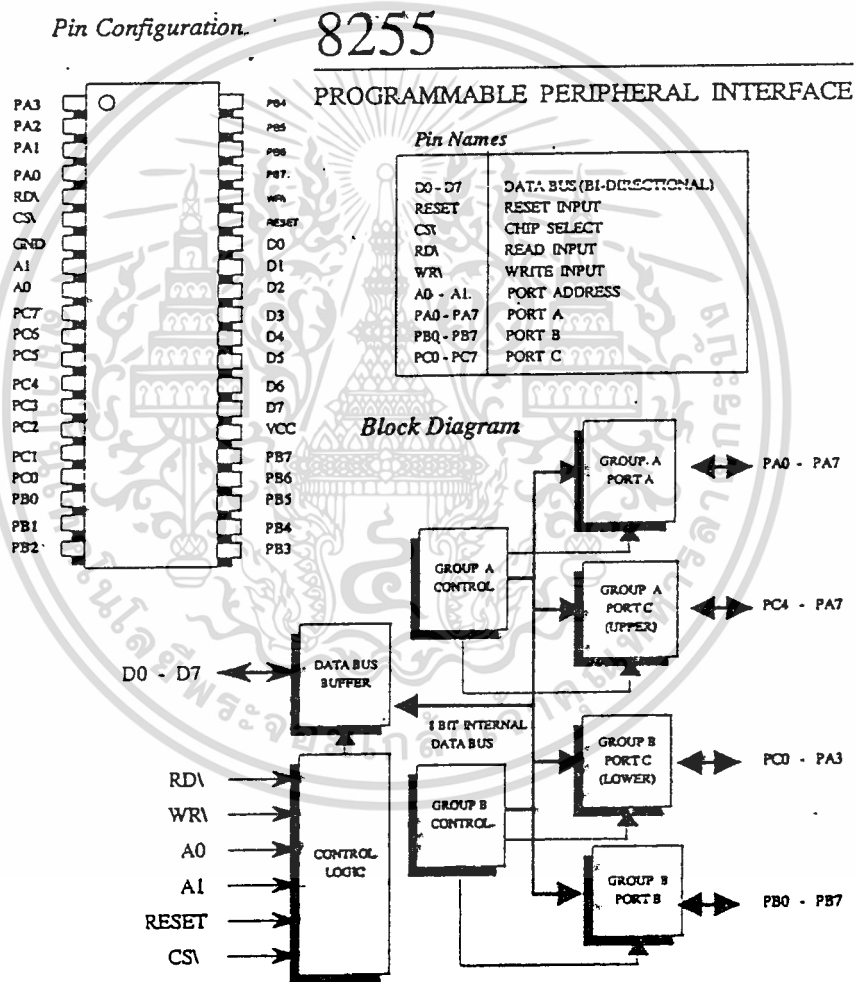 Pin Configuration.
8255
PROGRAMMABLE PERIPHERAL INTERFACE
PA3
PA2
PA1
PA0
RD\
CS\
GND
A1
A0
PC7
PC6
PC5
PC4
PC3
PC2
PC1
PC0
PB0
PB1
PB2
PB4
PB5
PB6
PB7.
WR\
RESET
D0
D1
D2
D3
D4
D5
D6
D7
VCC
PB7
PB6
PB5
PB4
PB3
Pin Names
D0 - D7 DATA BUS (BI-DIRECTIONAL)
RESET RESET INPUT
CS\ CHIP SELECT
RD\ READ INPUT
WR\ WRITE INPUT
A0 - A1. PORT ADDRESS
PA0 - PA7 PORT A
PB0 - PB7 PORT B
PC0 - PC7 PORT C
Block Diagram
GROUP. A
PORT A
PA0 - PA7
GROUP A
CONTROL
GROUP A
PORT C
(UPPER)
PC4 - PA7
D0 - D7
DATA BUS
BUFFER
8 BIT INTERNAL
DATA BUS
GROUP B
PORT C
(LOWER)
PC0 - PA3
GROUP B
CONTROL
RD\
WR\
A0
A1
RESET
CS\
CONTROL
LOGIC
GROUP B
PORT B
PB0 - PB7